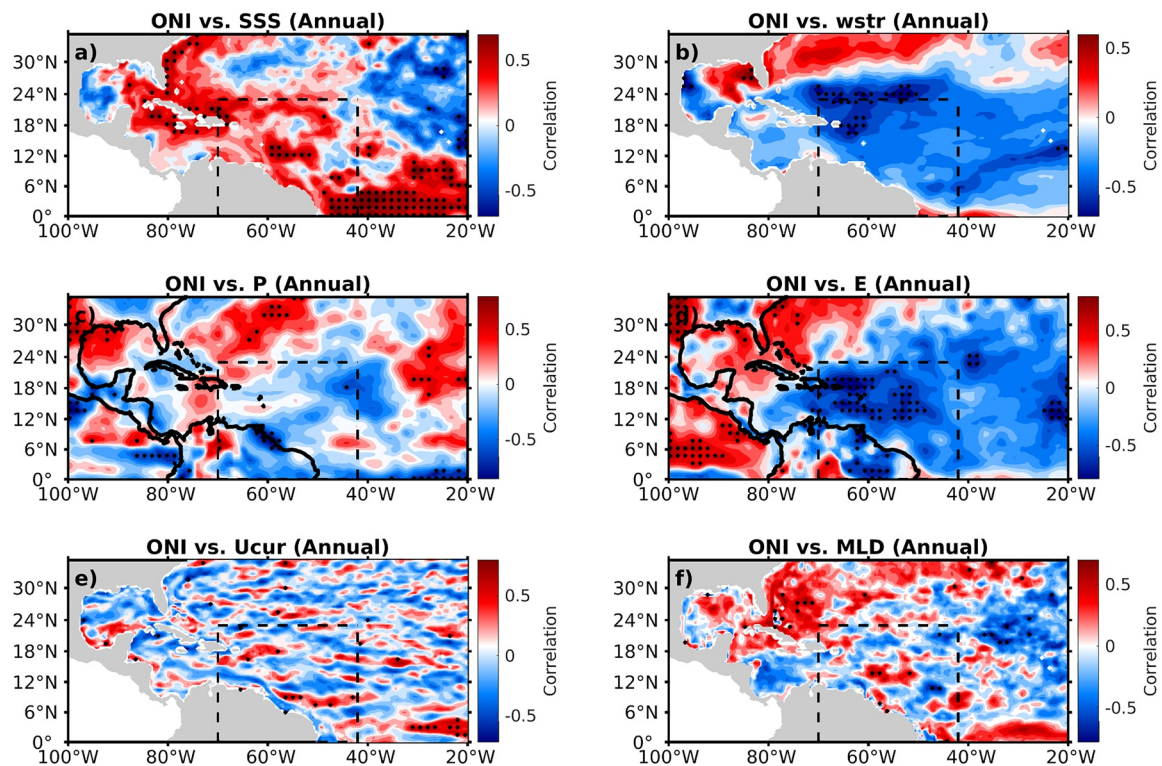 ONI vs. SSS (Annual)
a)
30°N
24°N
18°N
12°N
6°N
0°
100°W 80°W 60°W 40°W 20°W
0.5
0
-0.5
Correlation
ONI vs. wstr (Annual)
b)
30°N
24°N
18°N
12°N
6°N
0°
100°W 80°W 60°W 40°W 20°W
0.5
0
-0.5
Correlation
ONI vs. P (Annual)
c)
30°N
24°N
18°N
12°N
6°N
0°
100°W 80°W 60°W 40°W 20°W
0.5
0
-0.5
Correlation
ONI vs. E (Annual)
d)
30°N
24°N
18°N
12°N
6°N
0°
100°W 80°W 60°W 40°W 20°W
0.5
0
-0.5
Correlation
ONI vs. Ucur (Annual)
e)
30°N
24°N
18°N
12°N
6°N
0°
100°W 80°W 60°W 40°W 20°W
0.5
0
-0.5
Correlation
ONI vs. MLD (Annual)
f)
30°N
24°N
18°N
12°N
6°N
0°
100°W 80°W 60°W 40°W 20°W
0.5
0
-0.5
Correlation